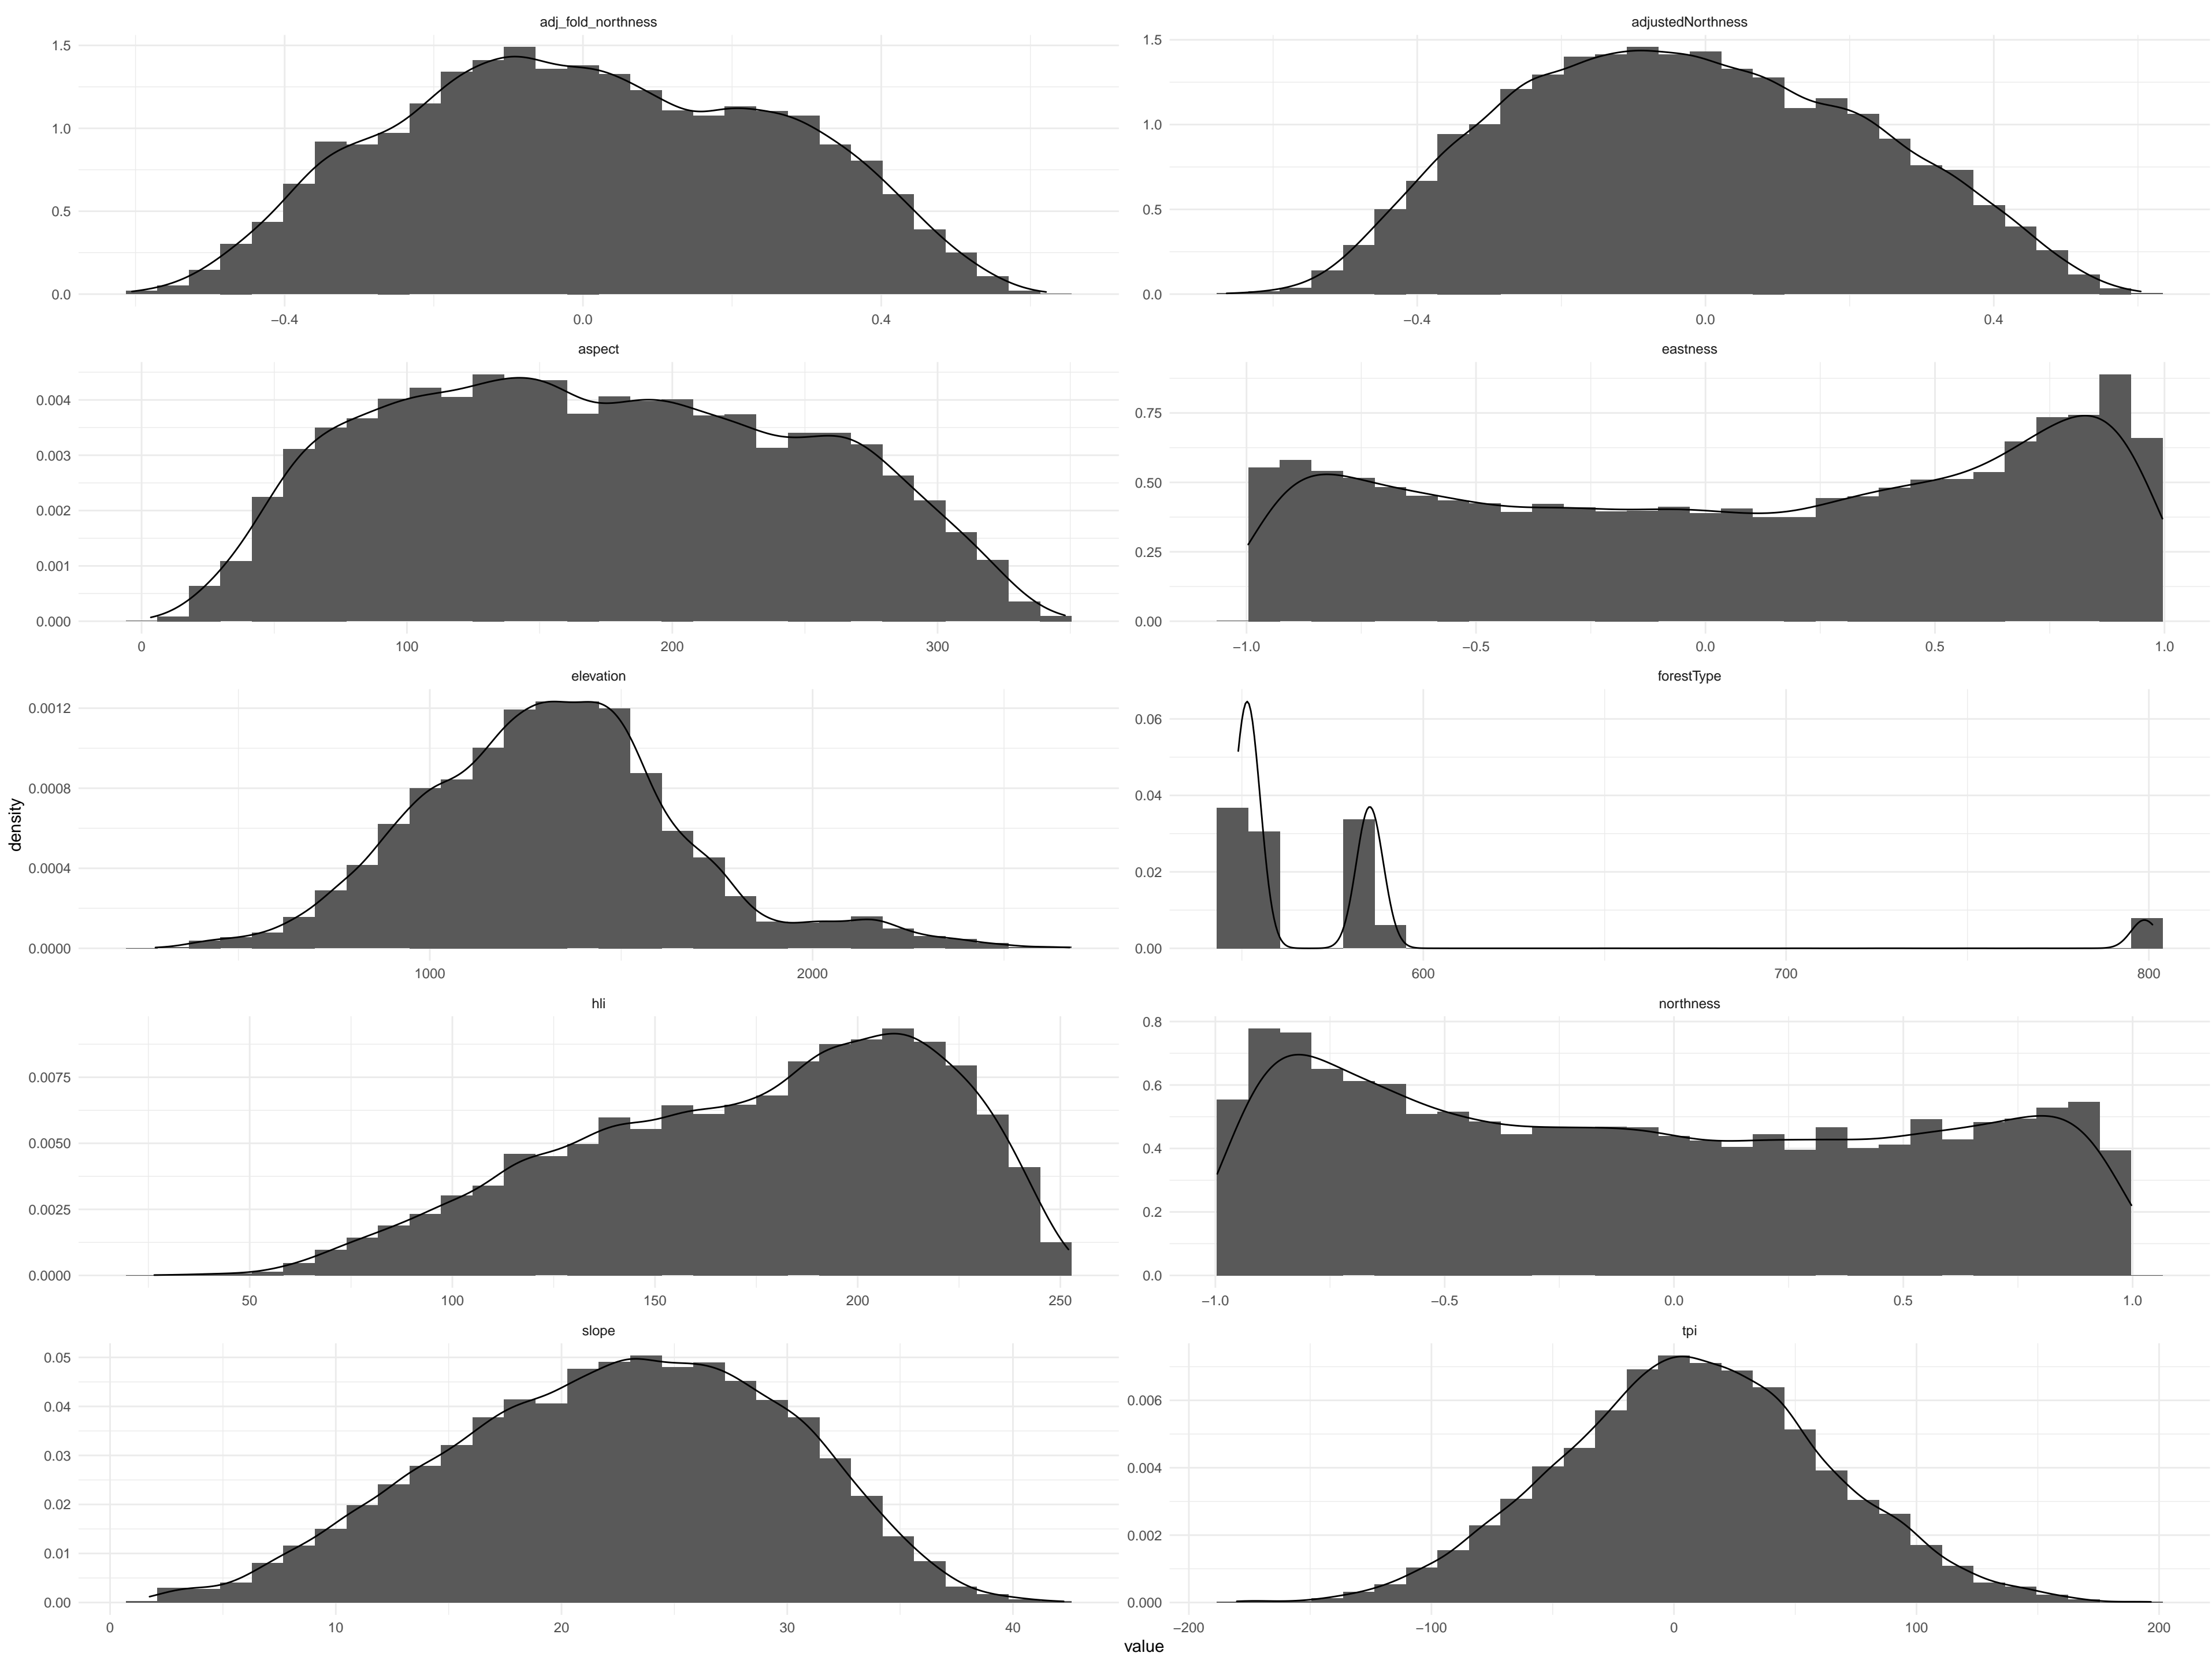 adj_fold_northness
adjustedNorthness
1.5
1.0
0.5
0.0
−0.4 0.0 0.4
1.5
1.0
0.5
0.0
−0.4 0.0 0.4
aspect
eastness
0.004
0.003
0.002
0.001
0.000
0 100 200 300
0.75
0.50
0.25
0.00
−1.0 −0.5 0.0 0.5 1.0
elevation
forestType
0.0012
0.0008
0.0004
0.0000
1000 2000
0.06
0.04
0.02
0.00
600 700 800
density
hli
northness
0.0075
0.0050
0.0025
0.0000
50 100 150 200 250
0.8
0.6
0.4
0.2
0.0
−1.0 −0.5 0.0 0.5 1.0
slope
tpi
0.05
0.04
0.03
0.02
0.01
0.00
0 10 20 30 40
0.006
0.004
0.002
0.000
−200 −100 0 100 200
value